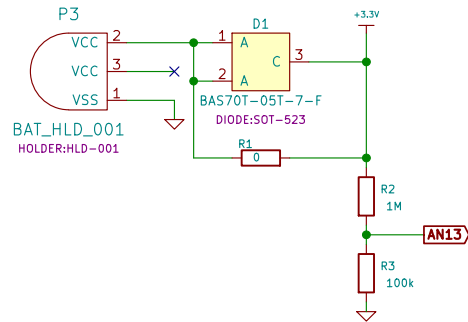 P3
D1
+3.3V
VCC 2
1 A
VCC 3
C 3
2 A
VSS 1
BAS70T-05T-7-F
DIODE:SOT-523
BAT_HLD_001
HOLDER:HLD-001
R1
0
R2
1M
AN13
R3
100k